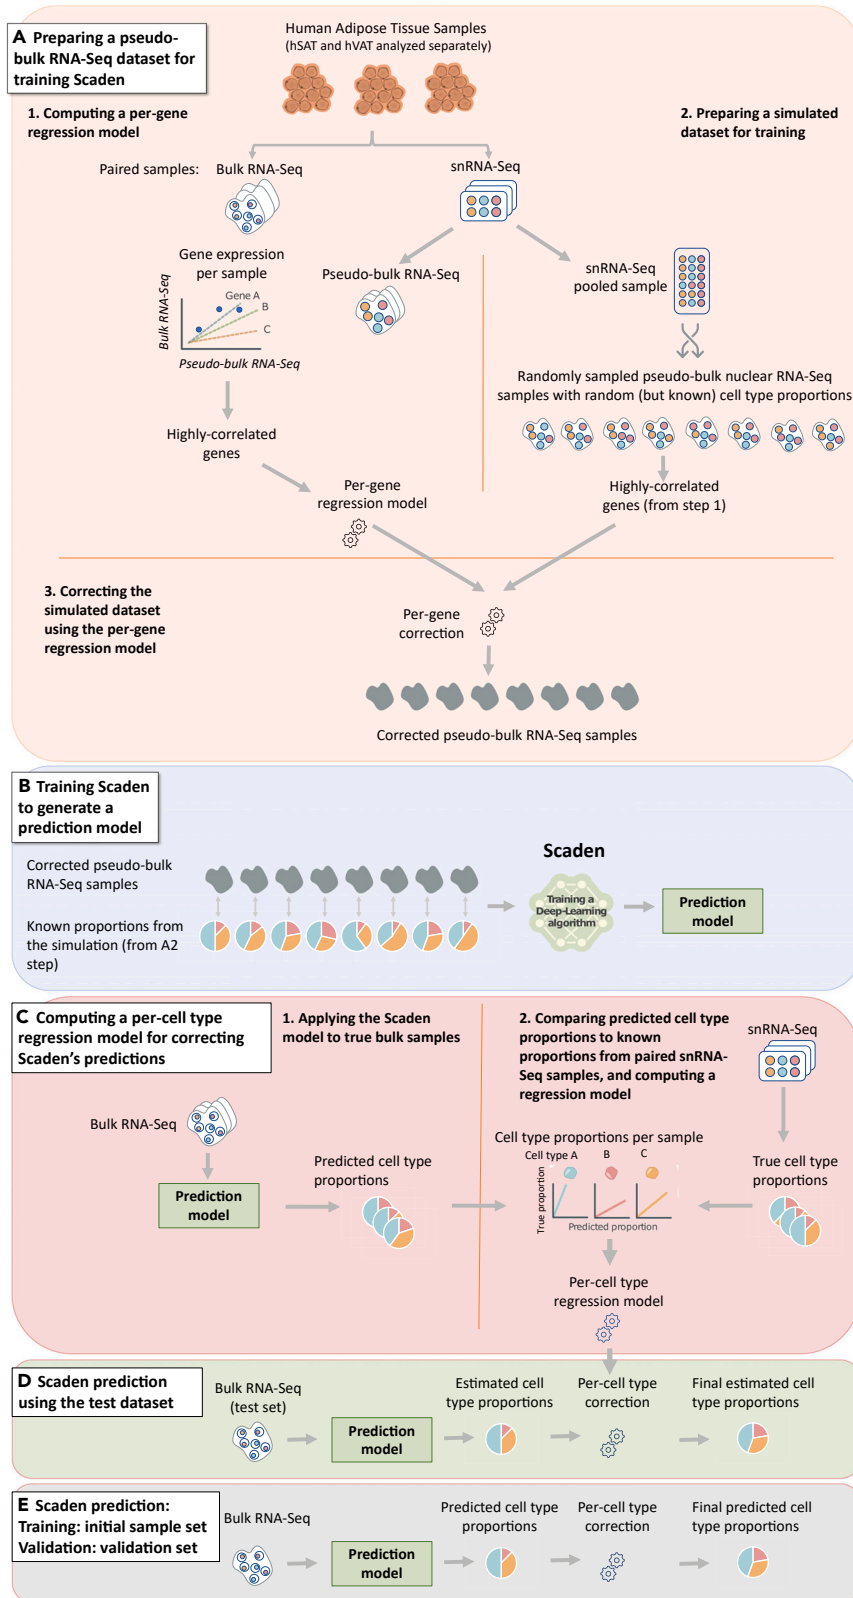 A Preparing a pseudo-
bulk RNA-Seq dataset for
training Scaden
Human Adipose Tissue Samples
(hSAT and hVAT analyzed separately)
1. Computing a per-gene
regression model
2. Preparing a simulated
dataset for training
Paired samples:
Bulk RNA-Seq
snRNA-Seq
Gene expression
per sample
Bulk RNA-Seq
Gene A
B
C
Pseudo-bulk RNA-Seq
Pseudo-bulk RNA-Seq
snRNA-Seq
pooled sample
Randomly sampled pseudo-bulk nuclear RNA-Seq
samples with random (but known) cell type proportions
Highly-correlated
genes
Per-gene
regression model
Highly-correlated
genes (from step 1)
3. Correcting the
simulated dataset
using the per-gene
regression model
Per-gene
correction
Corrected pseudo-bulk RNA-Seq samples
B Training Scaden
to generate a
prediction model
Corrected pseudo-bulk
RNA-Seq samples
Known proportions from
the simulation (from A2
step)
Scaden
Training a
Deep-Learning
algorithm
Prediction
model
C Computing a per-cell type
regression model for correcting
Scaden's predictions
1. Applying the Scaden
model to true bulk samples
2. Comparing predicted cell type
proportions to known
proportions from paired snRNA-
Seq samples, and computing a
regression model
snRNA-Seq
Bulk RNA-Seq
Prediction
model
Predicted cell type
proportions
Cell type proportions per sample
Cell type A
B
C
True proportion
Predicted proportion
True cell type
proportions
Per-cell type
regression model
D Scaden prediction
using the test dataset
Bulk RNA-Seq
(test set)
Prediction
model
Estimated cell
type proportions
Per-cell type
correction
Final estimated cell
type proportions
E Scaden prediction:
Training: initial sample set
Validation: validation set
Bulk RNA-Seq
Prediction
model
Predicted cell type
proportions
Per-cell type
correction
Final predicted cell
type proportions